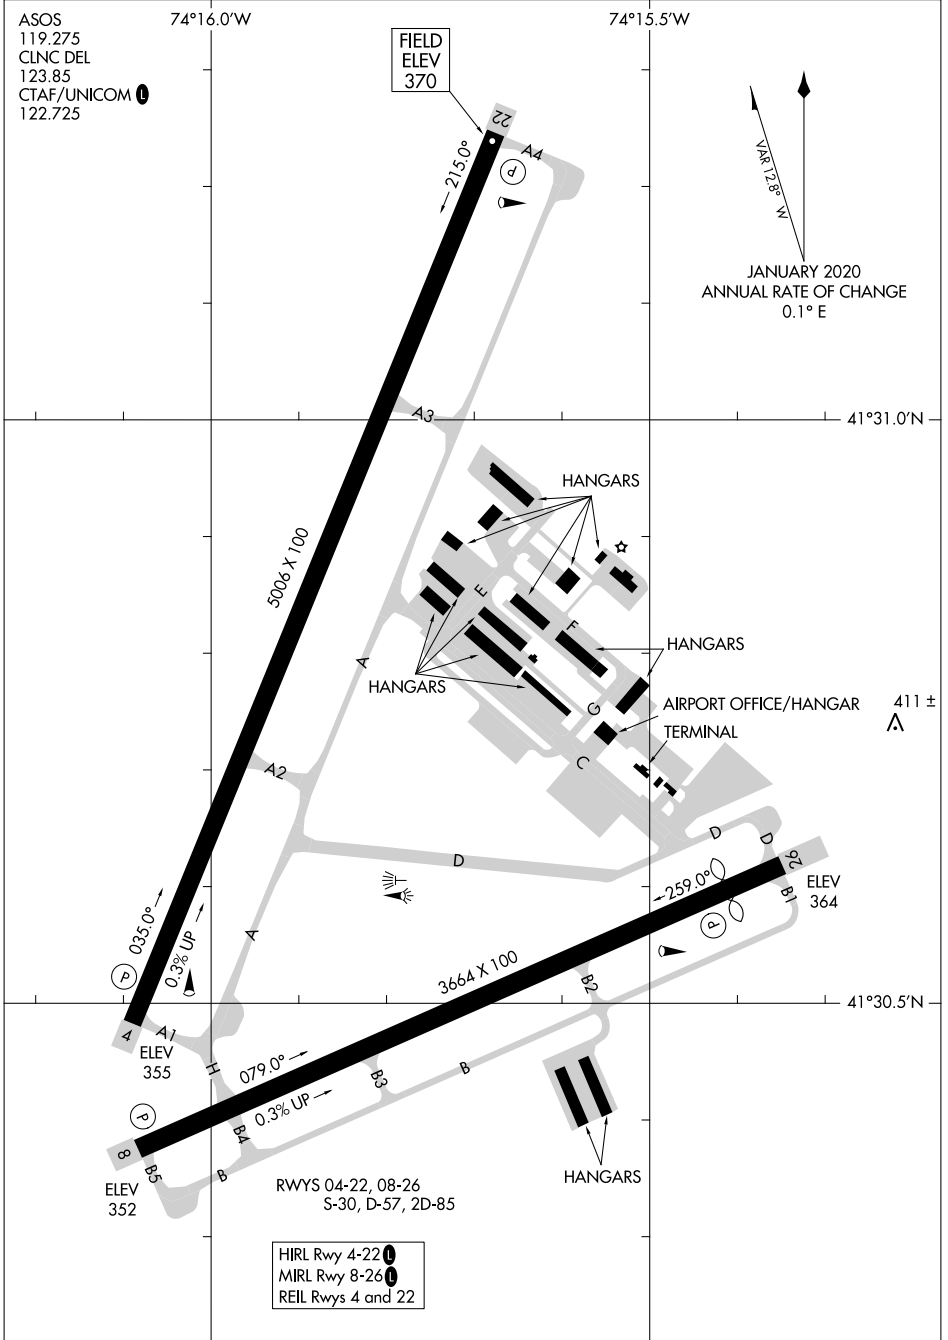 ASOS
119.275
CLNC DEL
123.85
CTAF/UNICOM L
122.725
74°16.0'W
74°15.5'W
FIELD
ELEV
370
22
A4
P
215.0°
VAR 12.8° W
JANUARY 2020
ANNUAL RATE OF CHANGE
0.1° E
A3
41°31.0'N
HANGARS
5006 X 100
E
F
HANGARS
A
HANGARS
G
AIRPORT OFFICE/HANGAR
411 ±
TERMINAL
C
A2
D
D
D
26
ELEV
364
259.0°
B1
P
035.0°
0.3% UP
A
P
3664 X 100
B2
41°30.5'N
4
A1
ELEV
355
H
079.0°
0.3% UP
B3
B
P
B4
8
B5
B
ELEV
352
HANGARS
RWYS 04-22, 08-26
S-30, D-57, 2D-85
HIRL Rwy 4-22 L
MIRL Rwy 8-26 L
REIL Rwys 4 and 22